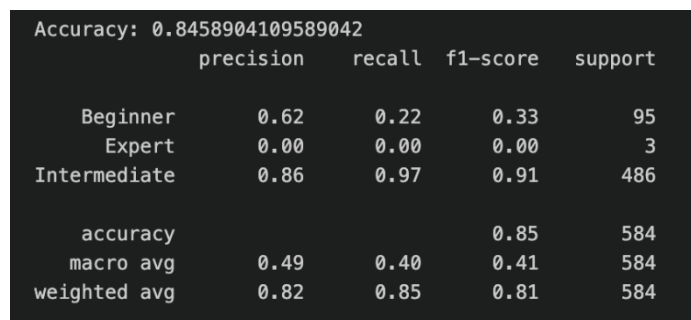 Accuracy: 0.8458904109589042
precision recall f1-score support
Beginner 0.62 0.22 0.33 95
Expert 0.00 0.00 0.00 3
Intermediate 0.86 0.97 0.91 486
accuracy 0.85 584
macro avg 0.49 0.40 0.41 584
weighted avg 0.82 0.85 0.81 584